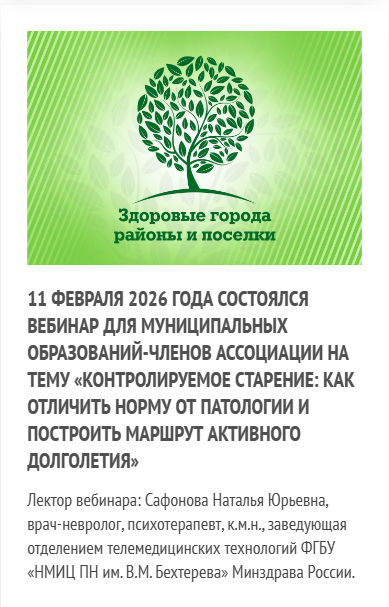 Здоровые города
районы и поселки
11 ФЕВРАЛЯ 2026 ГОДА СОСТОЯЛСЯ
ВЕБИНАР ДЛЯ МУНИЦИПАЛЬНЫХ
ОБРАЗОВАНИЙ-ЧЛЕНОВ АССОЦИАЦИИ НА
ТЕМУ «КОНТРОЛИРУЕМОЕ СТАРЕНИЕ: КАК
ОТЛИЧИТЬ НОРМУ ОТ ПАТОЛОГИИ И
ПОСТРОИТЬ МАРШРУТ АКТИВНОГО
ДОЛГОЛЕТИЯ»
Лектор вебинара: Сафонова Наталья Юрьевна,
врач-невролог, психотерапевт, к.м.н., заведующая
отделением телемедицинских технологий ФГБУ
«НМИЦ ПН им. В.М. Бехтерева» Минздрава России.